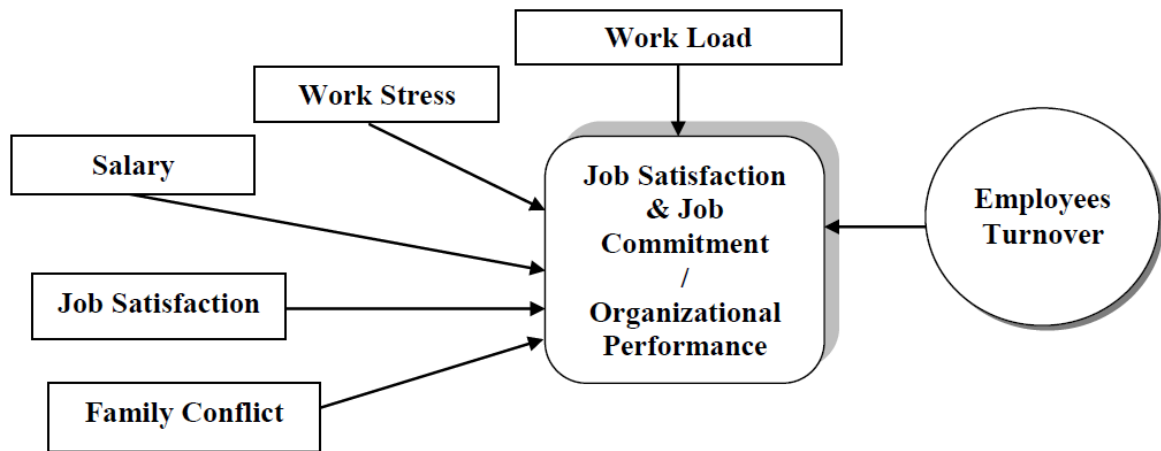 Work Load
Work Stress
Salary
Job Satisfaction
Family Conflict
Job Satisfaction
& Job
Commitment
/
Organizational
Performance
Employees
Turnover